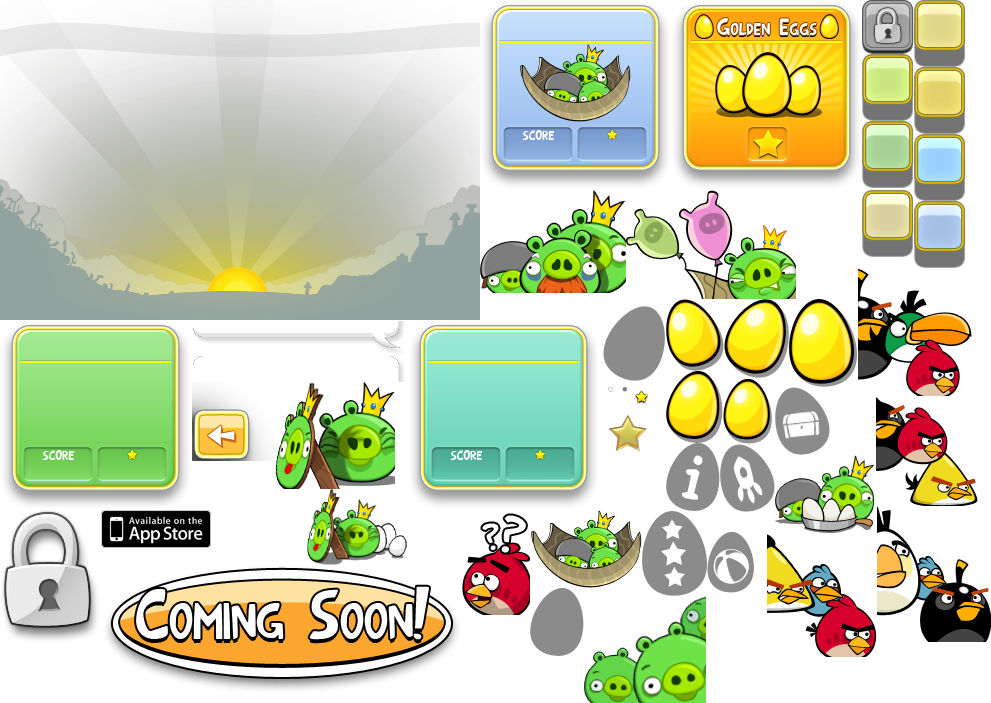 GOLDEN EGGS
SCORE
SCORE
SCORE
Available on the
App Store
??
COMING SOON!